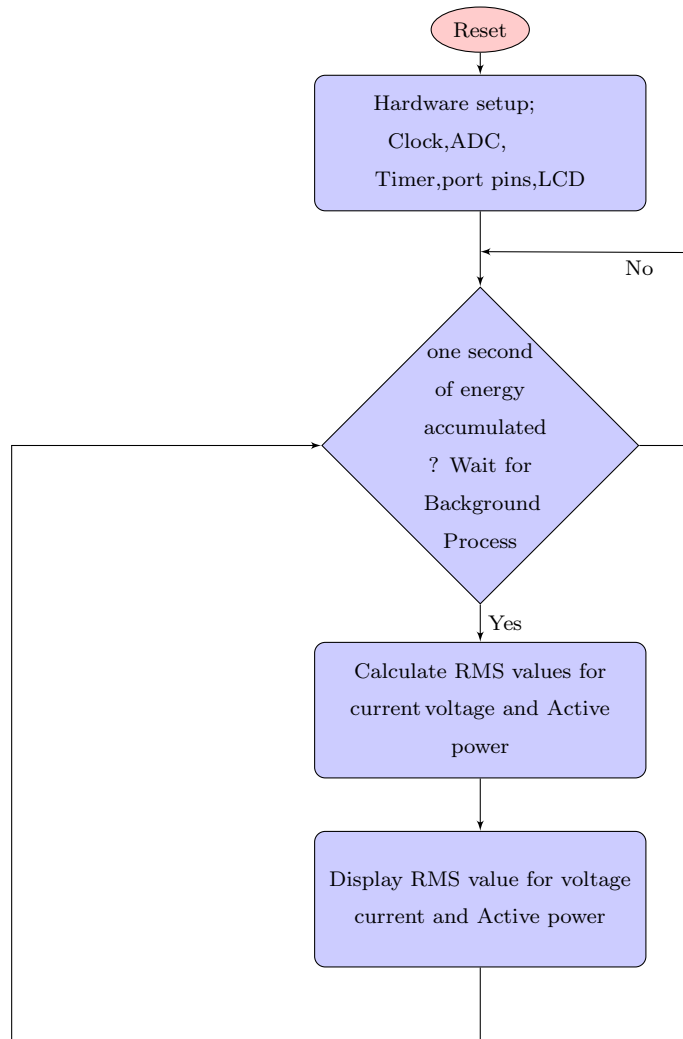 Reset
Hardware setup;
Clock,ADC,
Timer,port pins,LCD
No
one second
of energy
accumulated
? Wait for
Background
Process
Yes
Calculate RMS values for
current voltage and Active
power
Display RMS value for voltage
current and Active power